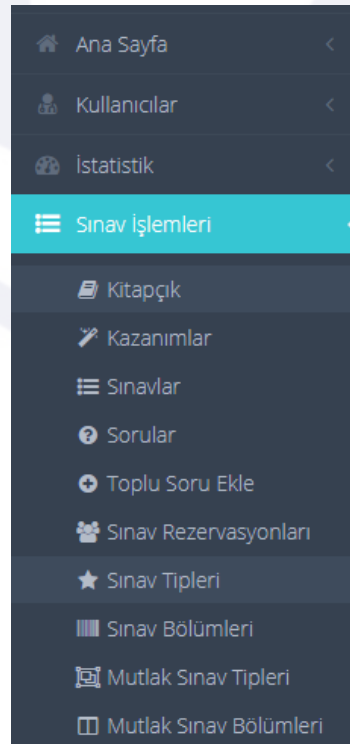 Ana Sayfa
Kullanıcılar
İstatistik
Sınav İşlemleri
Kitapçık
Kazanımlar
Sınavlar
Sorular
Toplu Soru Ekle
Sınav Rezervasyonları
Sınav Tipleri
Sınav Bölümleri
Mutlak Sınav Tipleri
Mutlak Sınav Bölümleri